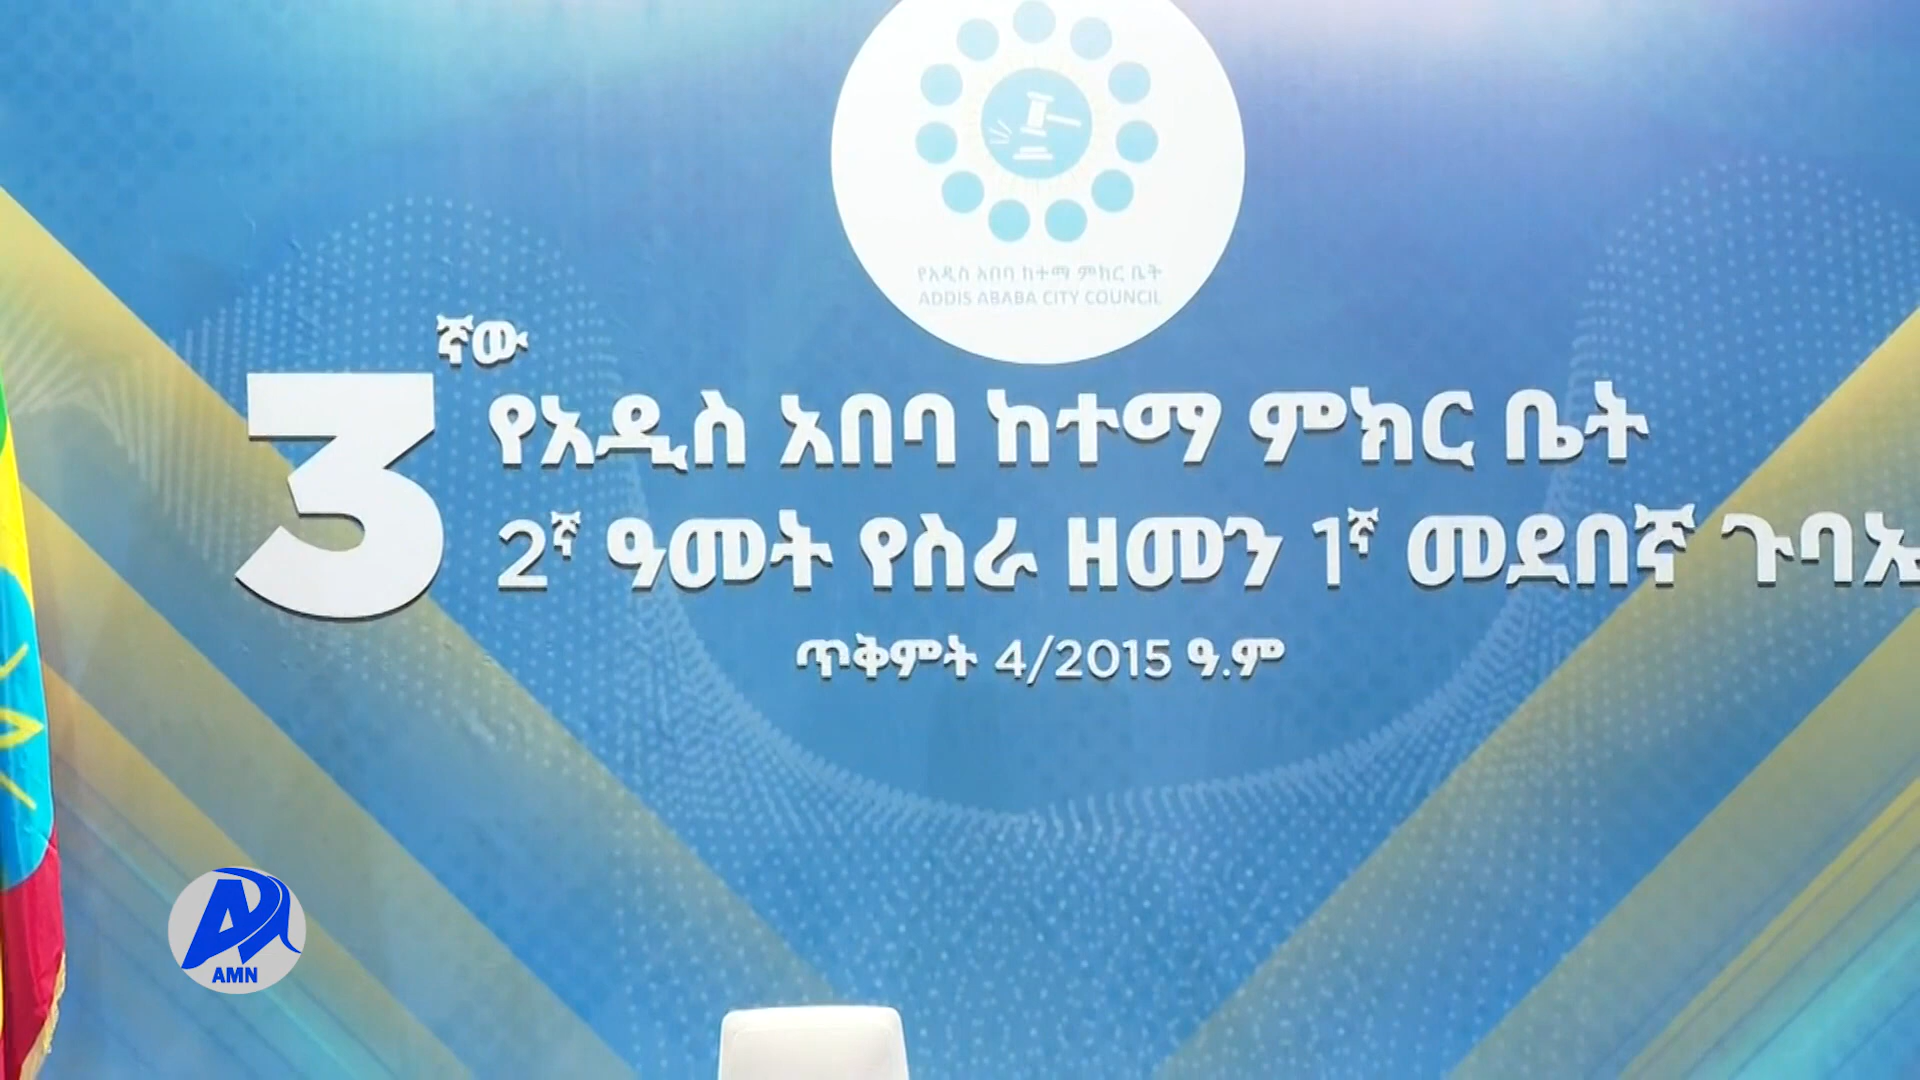 የአዲስ አበባ ከተማ ምክር ቤት
ADDIS ABABA CITY COUNCIL
3ኛው
የአዲስ አበባ ከተማ ምክር ቤት
2ኛ ዓመት የስራ ዘመን 1ኛ መደበኛ ጉባኤ
ጥቅምት 4/2015 ዓ.ም
AMN